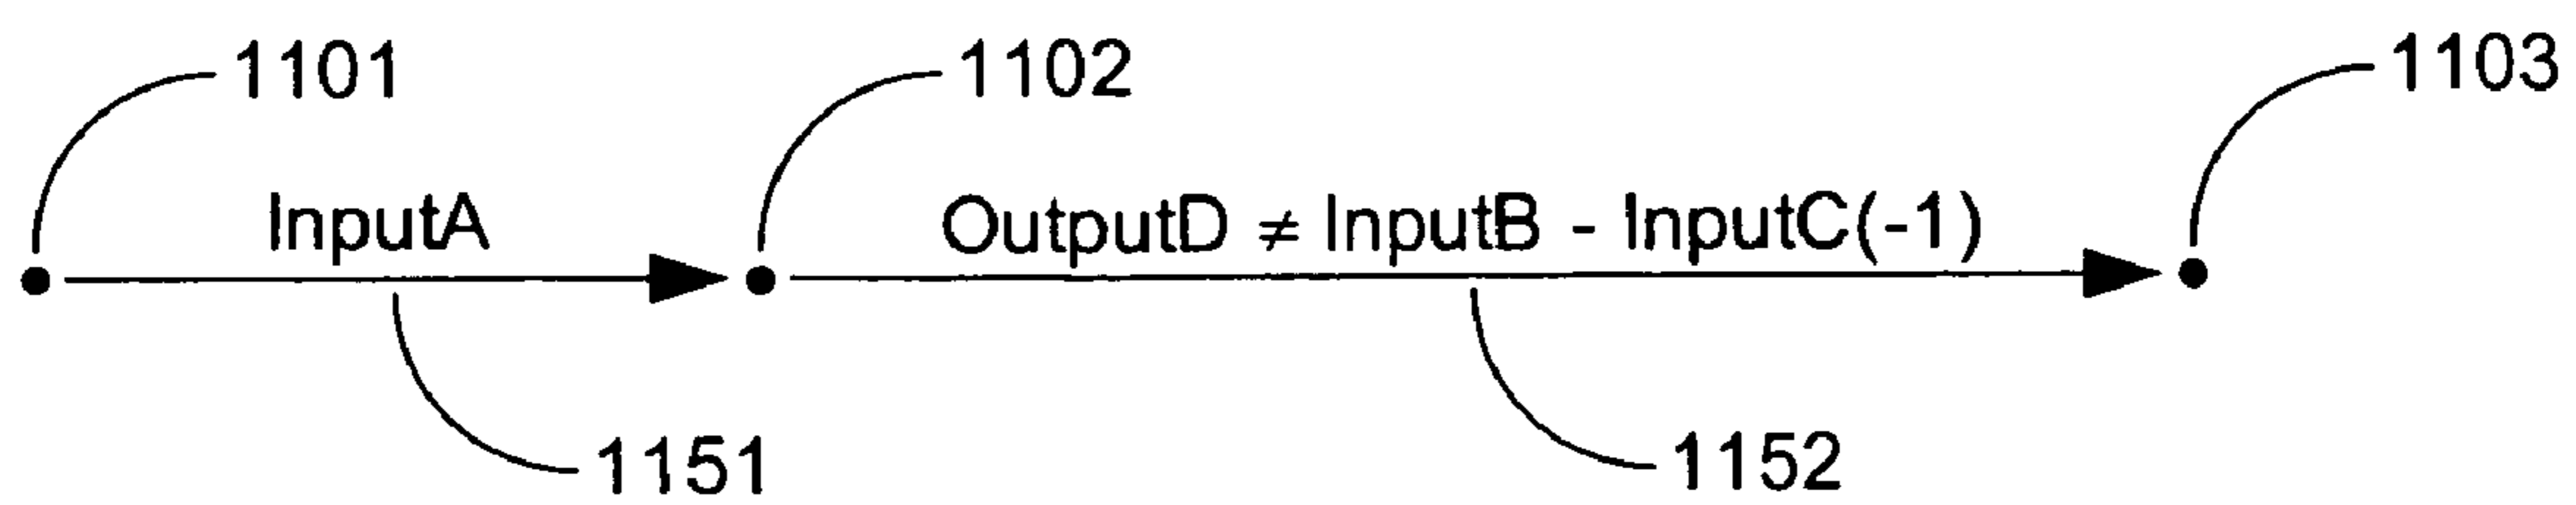 1101
1102
1103
InputA
OutputD ≠ InputB - InputC(-1)
1151
1152